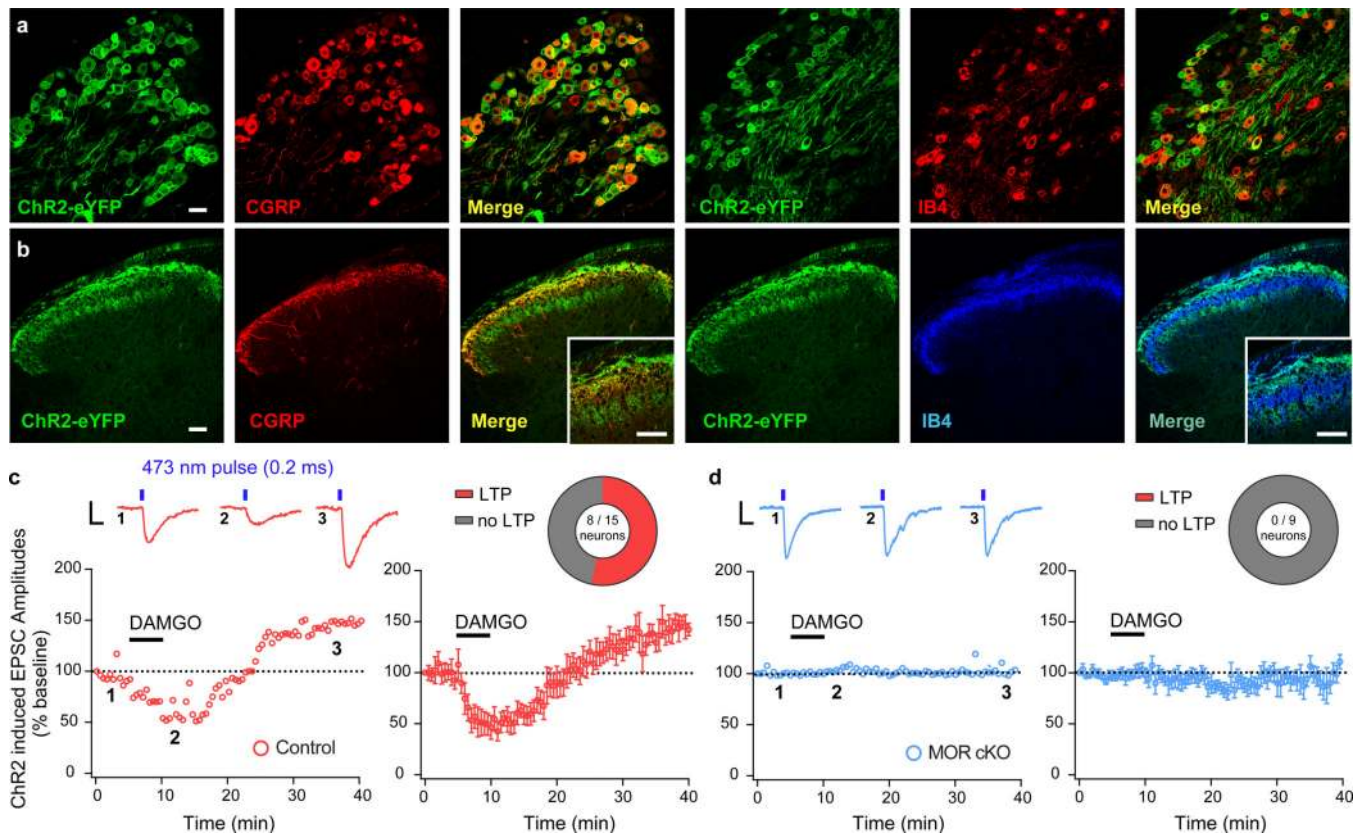 a
ChR2-eYFP
CGRP
Merge
ChR2-eYFP
IB4
Merge
b
ChR2-eYFP
CGRP
Merge
ChR2-eYFP
IB4
Merge
c
473 nm pulse (0.2 ms)
1
2
3
LTP
no LTP
8 / 15
neurons
d
1
2
3
LTP
no LTP
0 / 9
neurons
ChR2 induced EPSC Amplitudes
(% baseline)
200
150
100
50
0
DAMGO
1
2
3
Control
0
10
20
30
40
Time (min)
200
150
100
50
0
DAMGO
0
10
20
30
40
Time (min)
200
150
100
50
0
DAMGO
1
2
3
MOR cKO
0
10
20
30
40
Time (min)
200
150
100
50
0
DAMGO
0
10
20
30
40
Time (min)